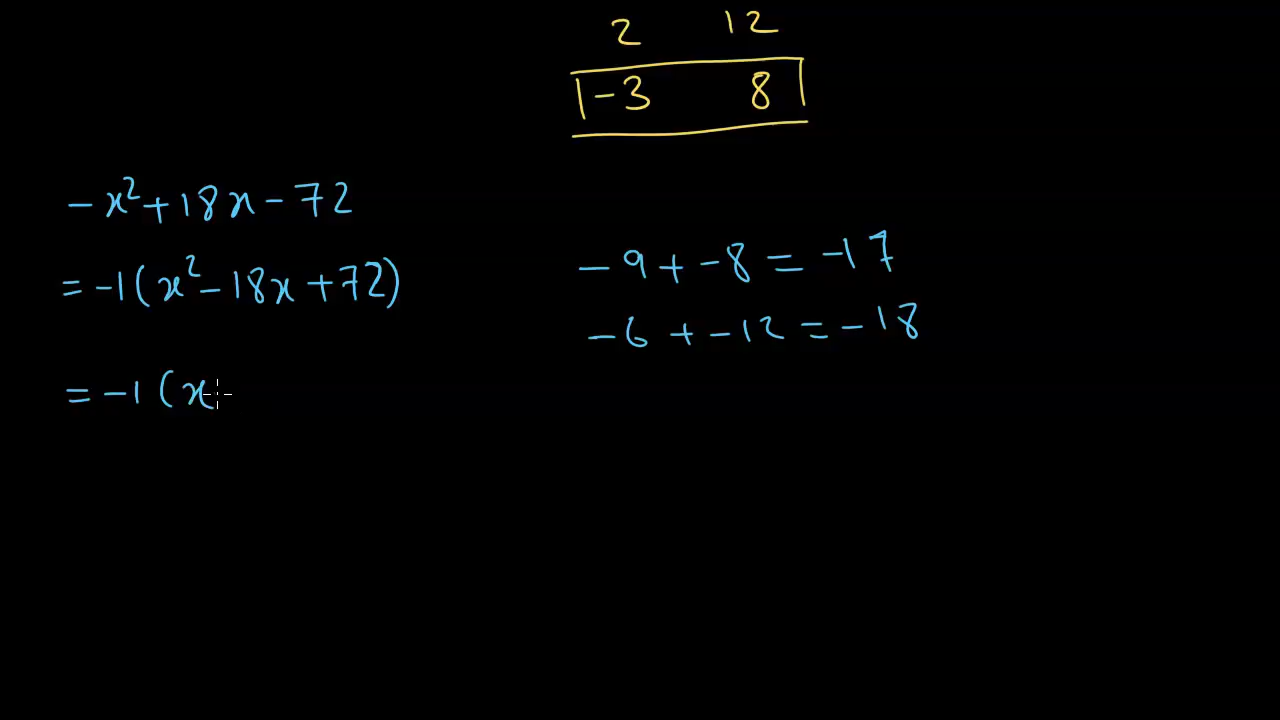 2 12
-3 8
-x²+18x-72
=-1(x²-18x+72)
-9+-8=-17
-6+-12=-18
=-1(x